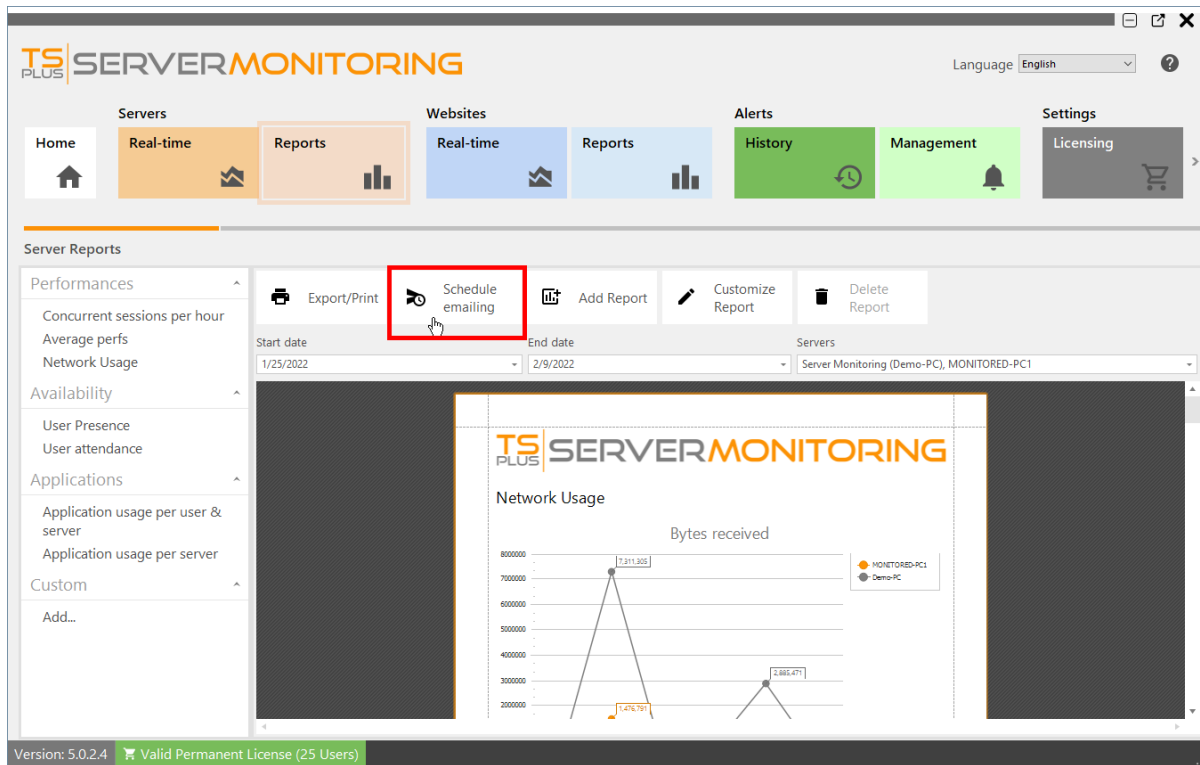 TS PLUS SERVERMONITORING
Language English
Servers
Websites
Alerts
Settings
Home
Real-time
Reports
Real-time
Reports
History
Management
Licensing
Server Reports
Performances
Concurrent sessions per hour
Average perfs
Network Usage
Availability
User Presence
User attendance
Applications
Application usage per user &
server
Application usage per server
Custom
Add...
Export/Print
Schedule
emailing
Add Report
Customize
Report
Delete
Report
Start date
End date
Servers
1/25/2022
2/9/2022
Server Monitoring (Demo-PC), MONITORED-PC1
TS PLUS SERVERMONITORING
Network Usage
Bytes received
8000000
7000000
6000000
5000000
4000000
3000000
2000000
7,311,305
2,885,471
1,476,791
MONITORED-PC1
Demo-PC
Version: 5.0.2.4
Valid Permanent License (25 Users)